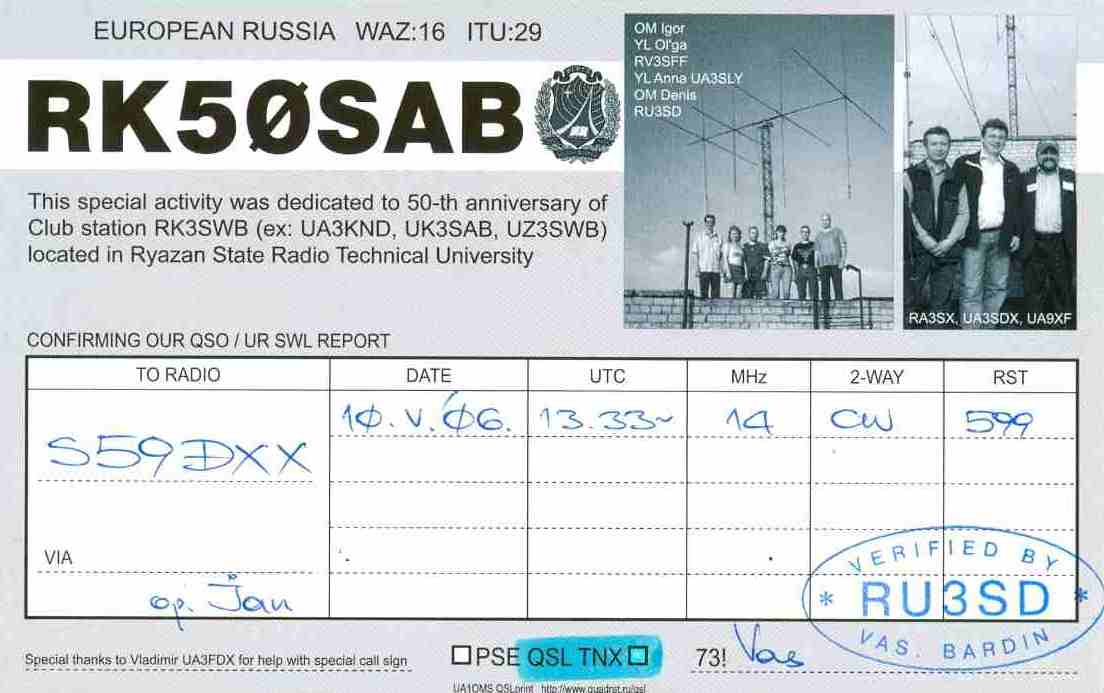 EUROPEAN RUSSIA WAZ:16 ITU:29
RK5ØSAB
This special activity was dedicated to 50-th anniversary of
Club station RK3SWB (ex: UA3KND, UK3SAB, UZ3SWB)
located in Ryazan State Radio Technical University
OM Igor
YL Ol'ga
RV3SFF
YL Anna UA3SLY
OM Denis
RU3SD
RA3SX, UA3SDX, UA9XF
CONFIRMING OUR QSO / UR SWL REPORT
TO RADIO DATE UTC MHz 2-WAY RST
S59DXX 1Ø.V.'Ø6. 13.33~ 14 CW 599
VIA
op. Jan
VERIFIED BY
* RU3SD *
VAS. BARDIN
Special thanks to Vladimir UA3FDX for help with special call sign
☐PSE QSL TNX☐ 73! Vas
UA1OMS QSLprint http://www.quadrat.ru/qsl